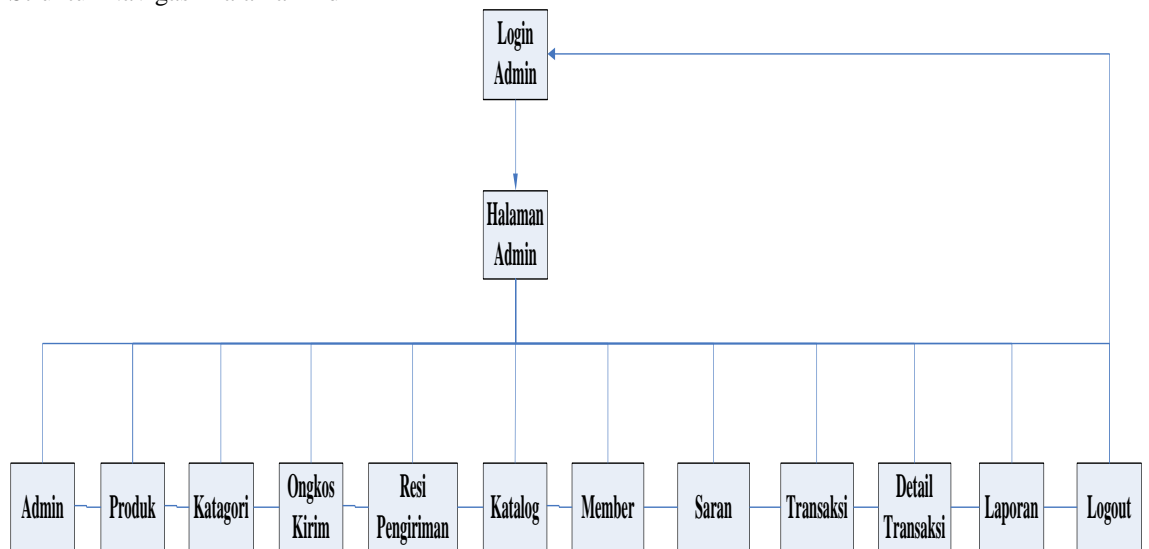 Login
Admin
Halaman
Admin
Admin
Produk
Katagori
Ongkos
Kirim
Resi
Pengiriman
Katalog
Member
Saran
Transaksi
Detail
Transaksi
Laporan
Logout